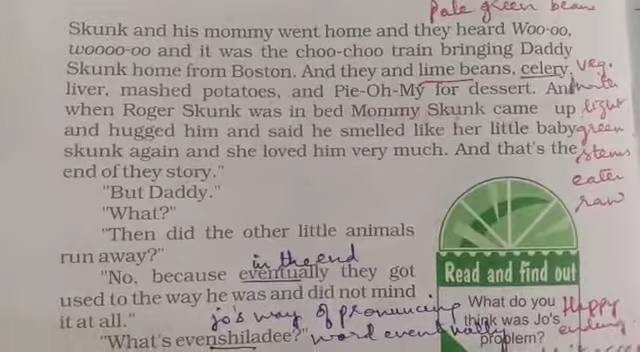 pale green bean
Skunk and his mommy went home and they heard Woo-oo,
woooo-oo and it was the choo-choo train bringing Daddy
Skunk home from Boston. And they and lime beans, celery, veg.
liver, mashed potatoes, and Pie-Oh-My for dessert. And
when Roger Skunk was in bed Mommy Skunk came up light
and hugged him and said he smelled like her little baby green
skunk again and she loved him very much. And that's the stems
end of they story." eaten
raw
"But Daddy."
"What?"
"Then did the other little animals
run away?" in the end
"No, because eventually they got
used to the way he was and did not mind
it at all." jo's way of pronuncing
"What's evenshiladee?" word eventually
Read and find out
What do you
think was Jo's
problem?
Happy
ending